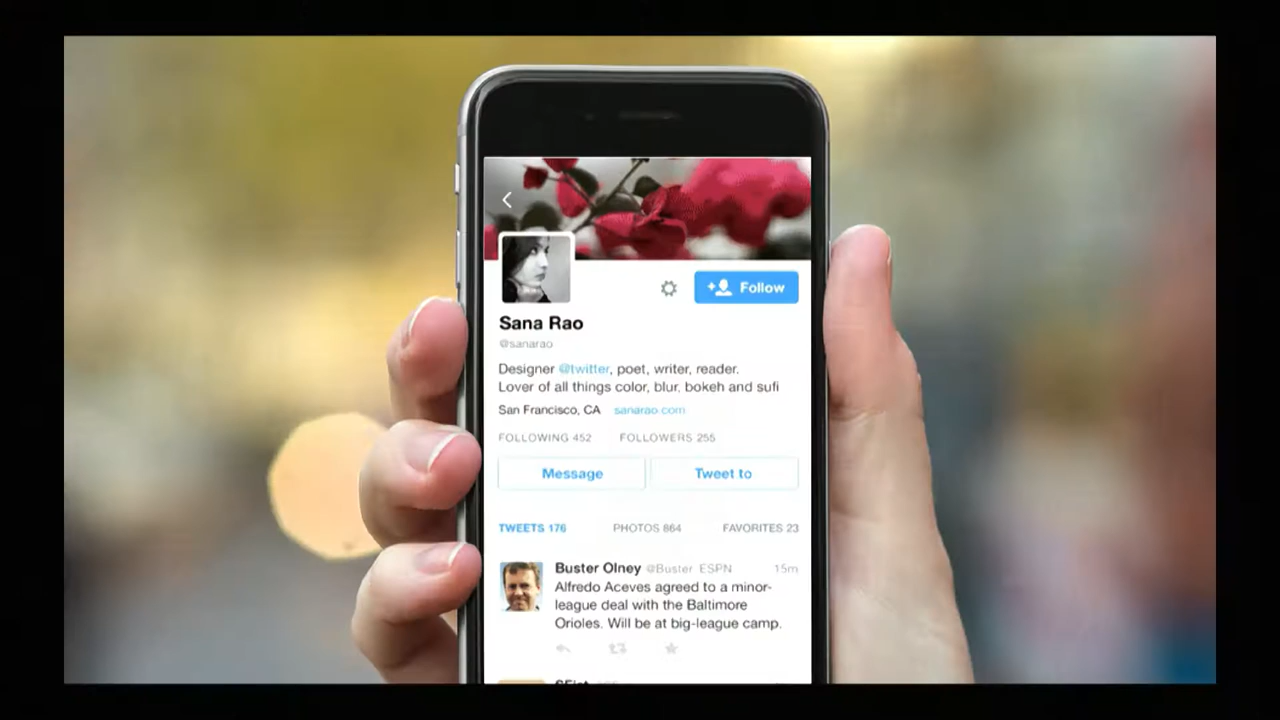 Follow
Sana Rao
@sanarao
Designer @twitter, poet, writer, reader.
Lover of all things color, blur, bokeh and sufi
San Francisco, CA sanarao.com
FOLLOWING 452 FOLLOWERS 255
Message Tweet to
TWEETS 176 PHOTOS 864 FAVORITES 23
Buster Olney @Buster ESPN 15m
Alfredo Aceves agreed to a minor-
league deal with the Baltimore
Orioles. Will be at big-league camp.